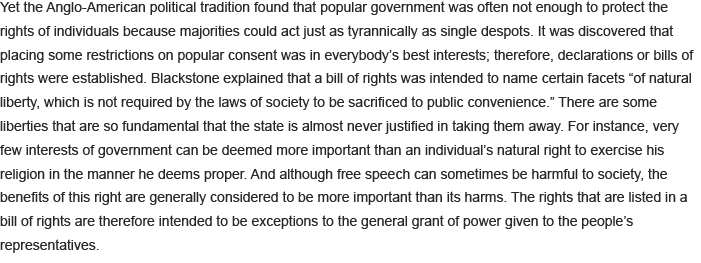 Yet the Anglo-American political tradition found that popular government was often not enough to protect the
rights of individuals because majorities could act just as tyrannically as single despots. It was discovered that
placing some restrictions on popular consent was in everybody’s best interests; therefore, declarations or bills of
rights were established. Blackstone explained that a bill of rights was intended to name certain facets “of natural
liberty, which is not required by the laws of society to be sacrificed to public convenience.” There are some
liberties that are so fundamental that the state is almost never justified in taking them away. For instance, very
few interests of government can be deemed more important than an individual’s natural right to exercise his
religion in the manner he deems proper. And although free speech can sometimes be harmful to society, the
benefits of this right are generally considered to be more important than its harms. The rights that are listed in a
bill of rights are therefore intended to be exceptions to the general grant of power given to the people’s
representatives.